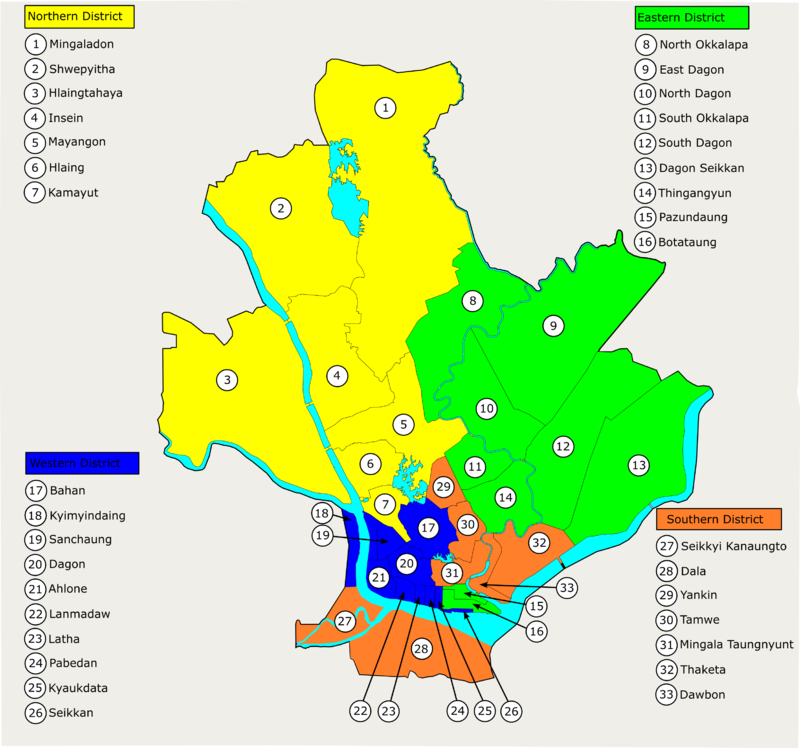 Northern District
1 Mingaladon
2 Shwepyitha
3 Hlaingtahaya
4 Insein
5 Mayangon
6 Hlaing
7 Kamayut
Eastern District
8 North Okkalapa
9 East Dagon
10 North Dagon
11 South Okkalapa
12 South Dagon
13 Dagon Seikkan
14 Thingangyun
15 Pazundaung
16 Botataung
Western District
17 Bahan
18 Kyimyindaing
19 Sanchaung
20 Dagon
21 Ahlone
22 Lanmadaw
23 Latha
24 Pabedan
25 Kyaukdata
26 Seikkan
Southern District
27 Seikkyi Kanaungto
28 Dala
29 Yankin
30 Tamwe
31 Mingala Taungnyunt
32 Thaketa
33 Dawbon
1
2
8
9
3
4
5
10
12
6
11
13
29
14
7
18
17
30
19
32
20
31
21
33
15
27
16
28
22
23
24
25
26